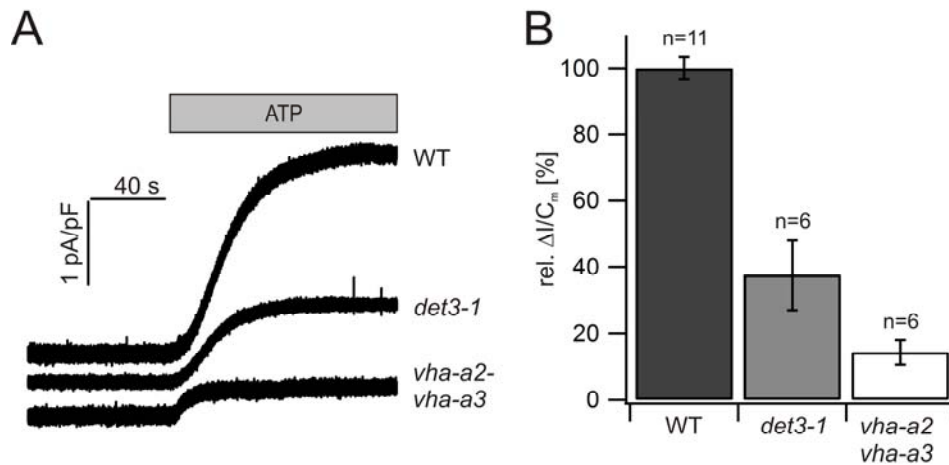 A
ATP
WT
40 s
1 pA/pF
det3-1
vha-a2-
vha-a3
B
n=11
100
80
60
40
20
0
rel. ΔI/Cm [%]
n=6
n=6
WT
det3-1
vha-a2
vha-a3